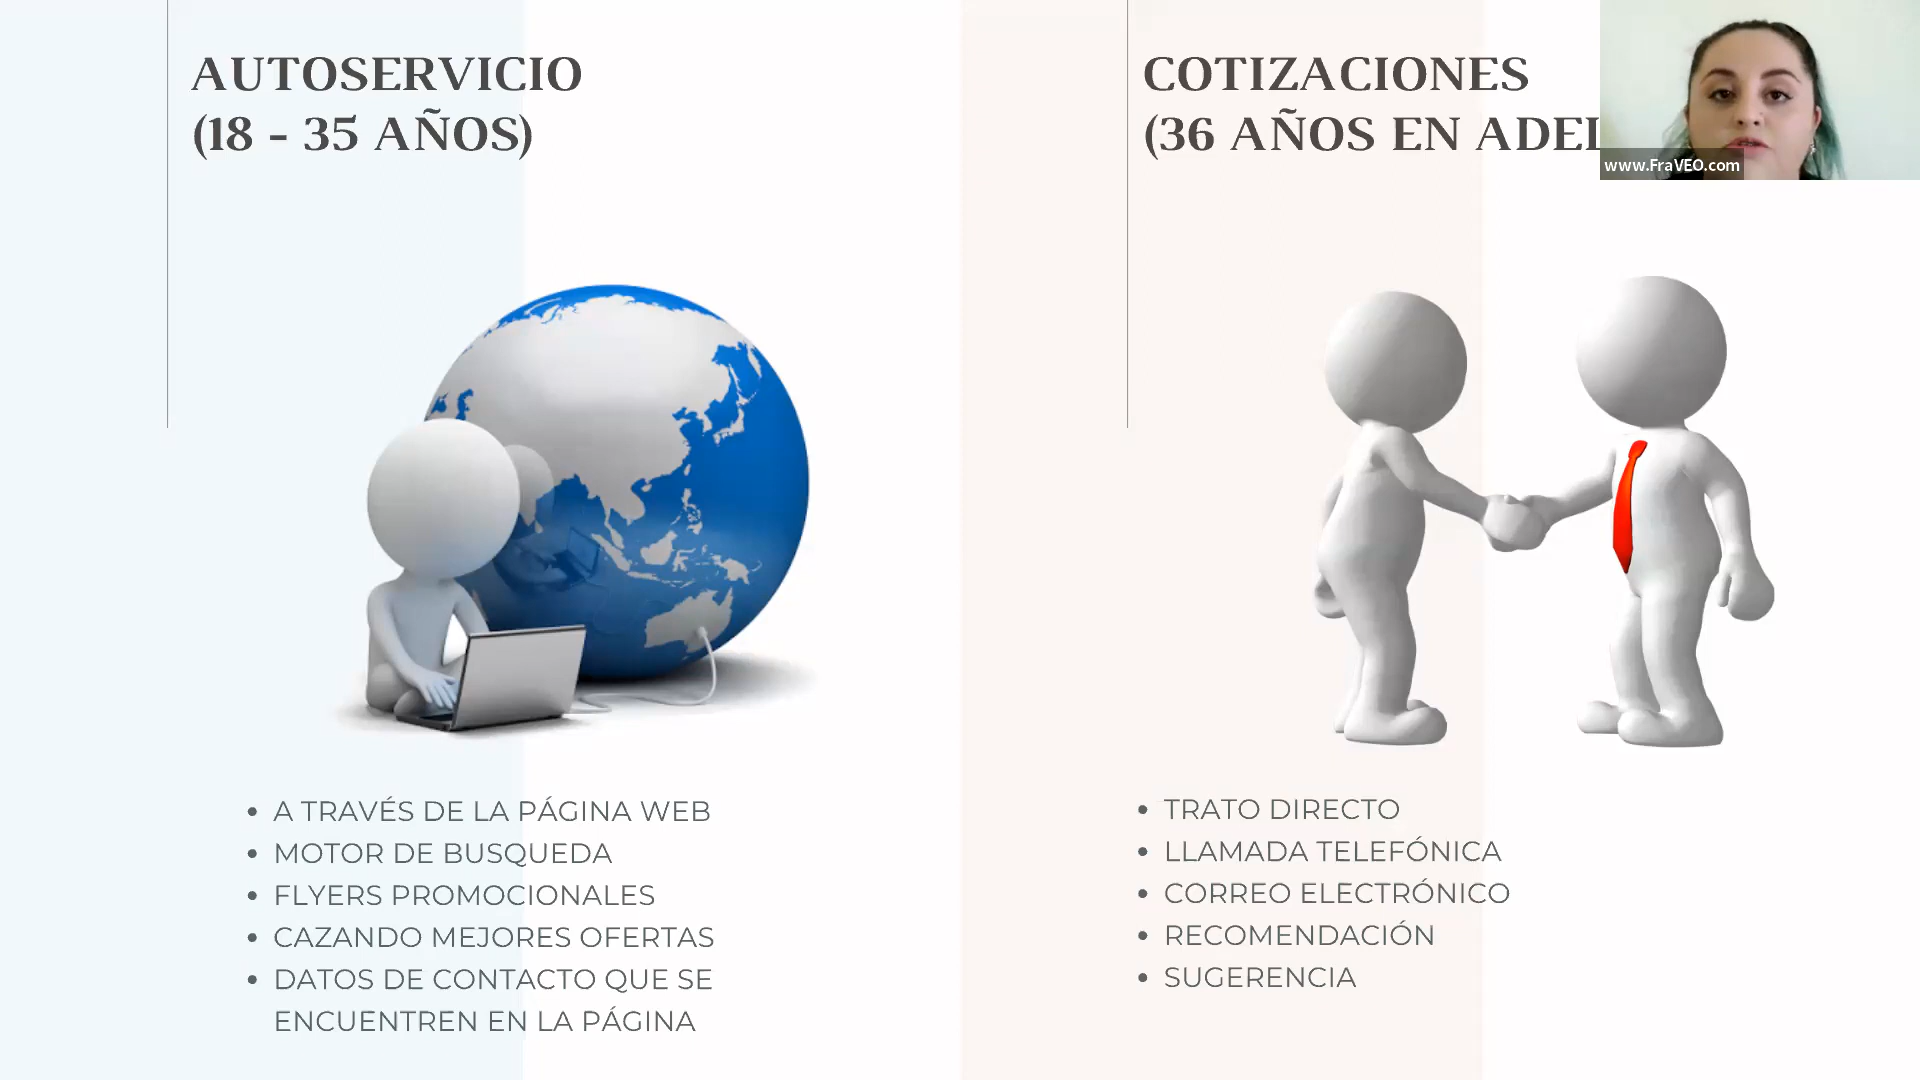 AUTOSERVICIO
(18 - 35 AÑOS)
A TRAVÉS DE LA PÁGINA WEB
MOTOR DE BUSQUEDA
FLYERS PROMOCIONALES
CAZANDO MEJORES OFERTAS
DATOS DE CONTACTO QUE SE
ENCUENTREN EN LA PÁGINA
COTIZACIONES
(36 AÑOS EN ADEL
www.FraVEO.com
TRATO DIRECTO
LLAMADA TELEFÓNICA
CORREO ELECTRÓNICO
RECOMENDACIÓN
SUGERENCIA